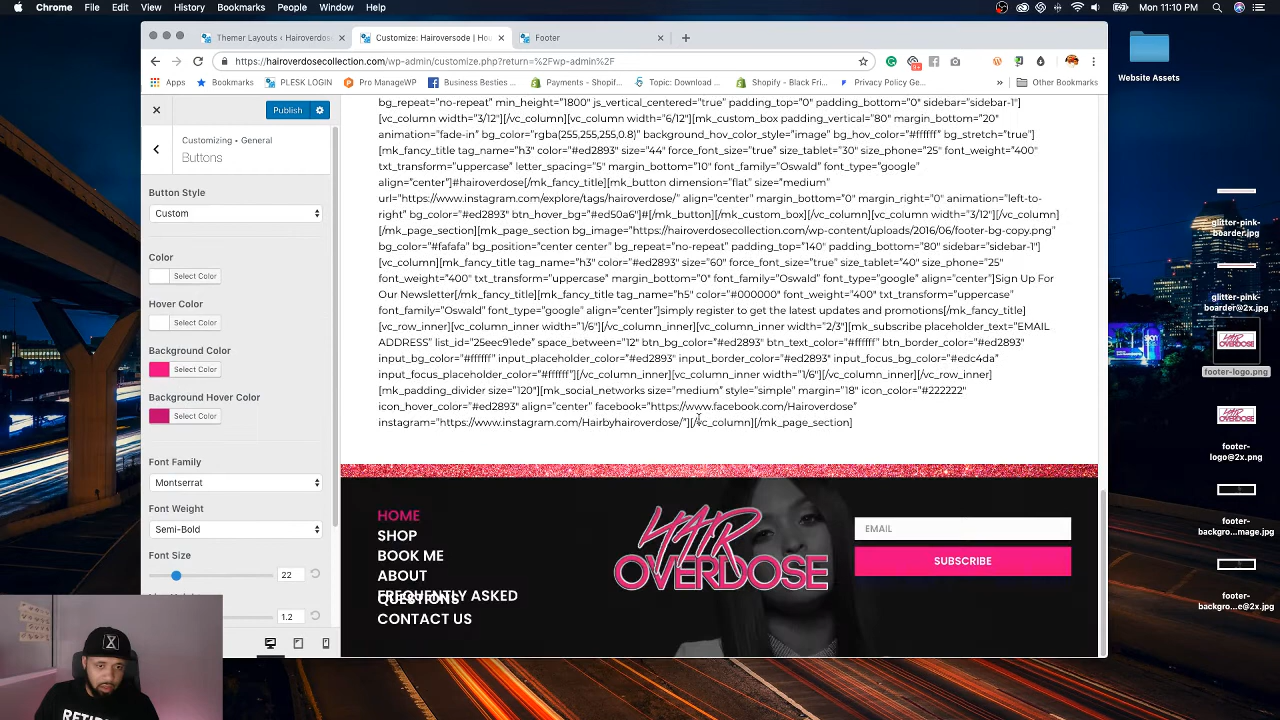 Chrome File Edit View History Bookmarks People Window Help
Mon 11:10 PM
Themer Layouts ‹ Hairoverdose
Customize: Hairoversode | Hou
Footer
https://hairoverdosecollection.com/wp-admin/customize.php?return=%2Fwp-admin%2F
Apps Bookmarks PLESK LOGIN Pro ManageWP Business Besties – Payments - Shopify... Topic: Download... Shopify - Black Fri... Privacy Policy Ge... Other Bookmarks
Publish
Customizing • General
Buttons
Button Style
Custom
Color
Select Color
Hover Color
Select Color
Background Color
Select Color
Background Hover Color
Select Color
Font Family
Montserrat
Font Weight
Semi-Bold
Font Size
22
1.2
bg_repeat="no-repeat" min_height="1800" js_vertical_centered="true" padding_top="0" padding_bottom="0" sidebar="sidebar-1"]
[vc_column width="3/12"][/vc_column][vc_column width="6/12"][mk_custom_box padding_vertical="80" margin_bottom="20"
animation="fade-in" bg_color="rgba(255,255,255,0.8)" background_hov_color_style="image" bg_hov_color="#ffffff" bg_stretch="true"]
[mk_fancy_title tag_name="h3" color="#ed2893" size="44" force_font_size="true" size_tablet="30" size_phone="25" font_weight="400"
txt_transform="uppercase" letter_spacing="5" margin_bottom="10" font_family="Oswald" font_type="google"
align="center"]#hairoverdose[/mk_fancy_title][mk_button dimension="flat" size="medium"
url="https://www.instagram.com/explore/tags/hairoverdose/" align="center" margin_bottom="0" margin_right="0" animation="left-to-
right" bg_color="#ed2893" btn_hover_bg="#ed50a6"]#[/mk_button][/mk_custom_box][/vc_column][vc_column width="3/12"][/vc_column]
[/mk_page_section][mk_page_section bg_image="https://hairoverdosecollection.com/wp-content/uploads/2016/06/footer-bg-copy.png"
bg_color="#fafafa" bg_position="center center" bg_repeat="no-repeat" padding_top="140" padding_bottom="80" sidebar="sidebar-1"]
[vc_column][mk_fancy_title tag_name="h3" color="#ed2893" size="60" force_font_size="true" size_tablet="40" size_phone="25"
font_weight="400" txt_transform="uppercase" margin_bottom="0" font_family="Oswald" font_type="google" align="center"]Sign Up For
Our Newsletter[/mk_fancy_title][mk_fancy_title tag_name="h5" color="#000000" font_weight="400" txt_transform="uppercase"
font_family="Oswald" font_type="google" align="center"]simply register to get the latest updates and promotions[/mk_fancy_title]
[vc_row_inner][vc_column_inner width="1/6"][/vc_column_inner][vc_column_inner width="2/3"][mk_subscribe placeholder_text="EMAIL
ADDRESS" list_id="25eec91ede" space_between="12" btn_bg_color="#ed2893" btn_text_color="#ffffff" btn_border_color="#ed2893"
input_bg_color="#ffffff" input_placeholder_color="#ed2893" input_border_color="#ed2893" input_focus_bg_color="#edc4da"
input_focus_placeholder_color="#ffffff"][/vc_column_inner][vc_column_inner width="1/6"][/vc_column_inner][/vc_row_inner]
[mk_padding_divider size="120"][mk_social_networks size="medium" style="simple" margin="18" icon_color="#222222"
icon_hover_color="#ed2893" align="center" facebook="https://www.facebook.com/Hairoverdose"
instagram="https://www.instagram.com/Hairbyhairoverdose/"][/vc_column][/mk_page_section]
HOME
SHOP
BOOK ME
ABOUT
FREQUENTLY ASKED
QUESTIONS
CONTACT US
HAIR
OVERDOSE
EMAIL
SUBSCRIBE
Website Assets
glitter-pink-
boarder.jpg
glitter-pink-
boarder@2x.jpg
footer-logo.png
footer-
logo@2x.png
footer-
backgro...mage.jpg
footer-
backgro...e@2x.jpg